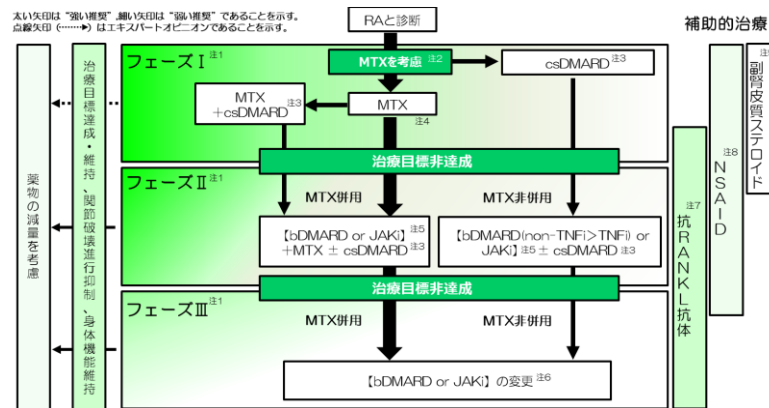 太い矢印は“強い推奨”,細い矢印は“弱い推奨”であることを示す。
点線矢印(┈┈▶)はエキスパートオピニオンであることを示す。
RAと診断
補助的治療
フェーズⅠ 注1
MTXを考慮 注2
csDMARD 注3
MTX
+csDMARD 注3
MTX
注4
治療目標非達成
フェーズⅡ 注1
MTX併用
MTX非併用
【bDMARD or JAKi】注5
+MTX ± csDMARD 注3
【bDMARD(non-TNFi>TNFi) or
JAKi】注5 ± csDMARD 注3
治療目標非達成
フェーズⅢ 注1
MTX併用
MTX非併用
【bDMARD or JAKi】の変更 注6
薬物の減量を考慮
治療目標達成・維持、関節破壊進行抑制、身体機能維持
抗RANKL抗体 注7
NSAID 注8
副腎皮質ステロイド